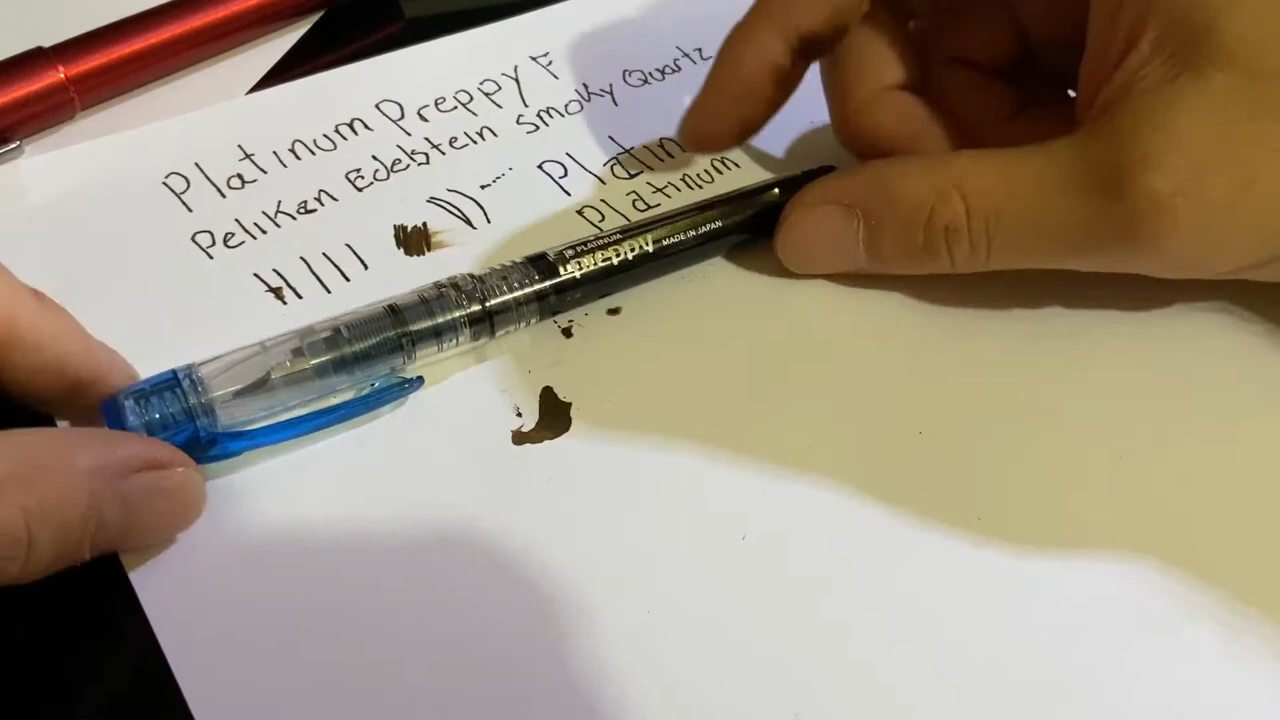 Platinum Preppy F
Pelikan Edelstein Smoky Quartz
Platin
Platinum
PLATINUM
preppy MADE IN JAPAN